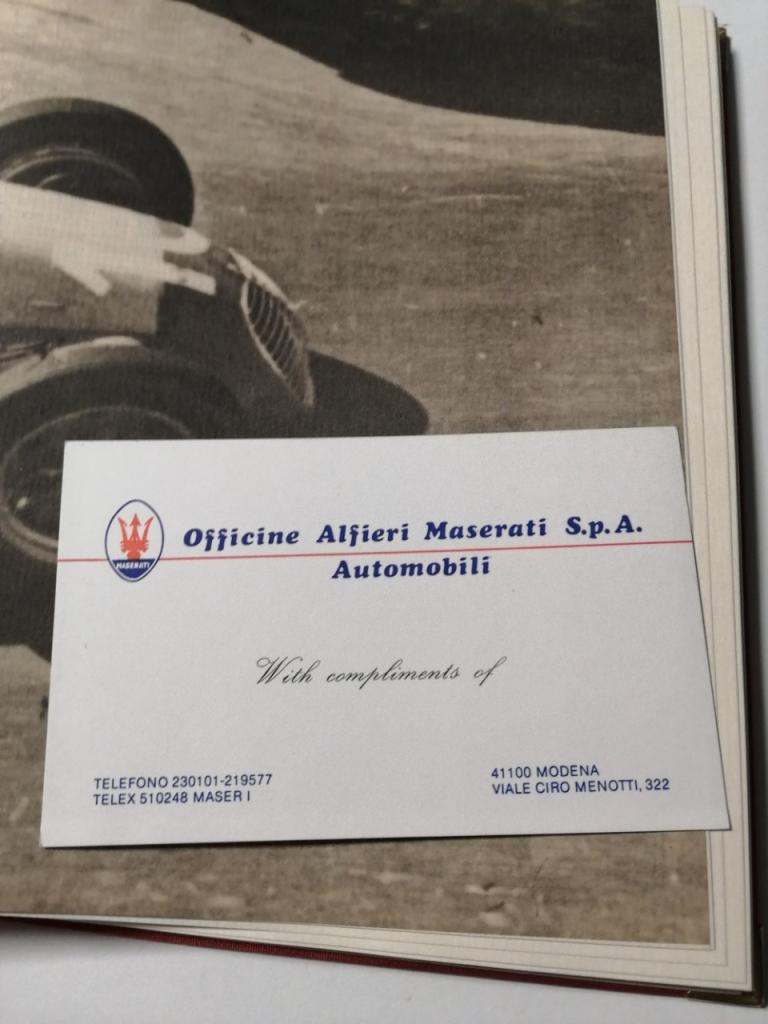 Officine Alfieri Maserati S.p.A.
MASERATI
Automobili
With compliments of
TELEFONO 230101-219577
TELEX 510248 MASER I
41100 MODENA
VIALE CIRO MENOTTI, 322